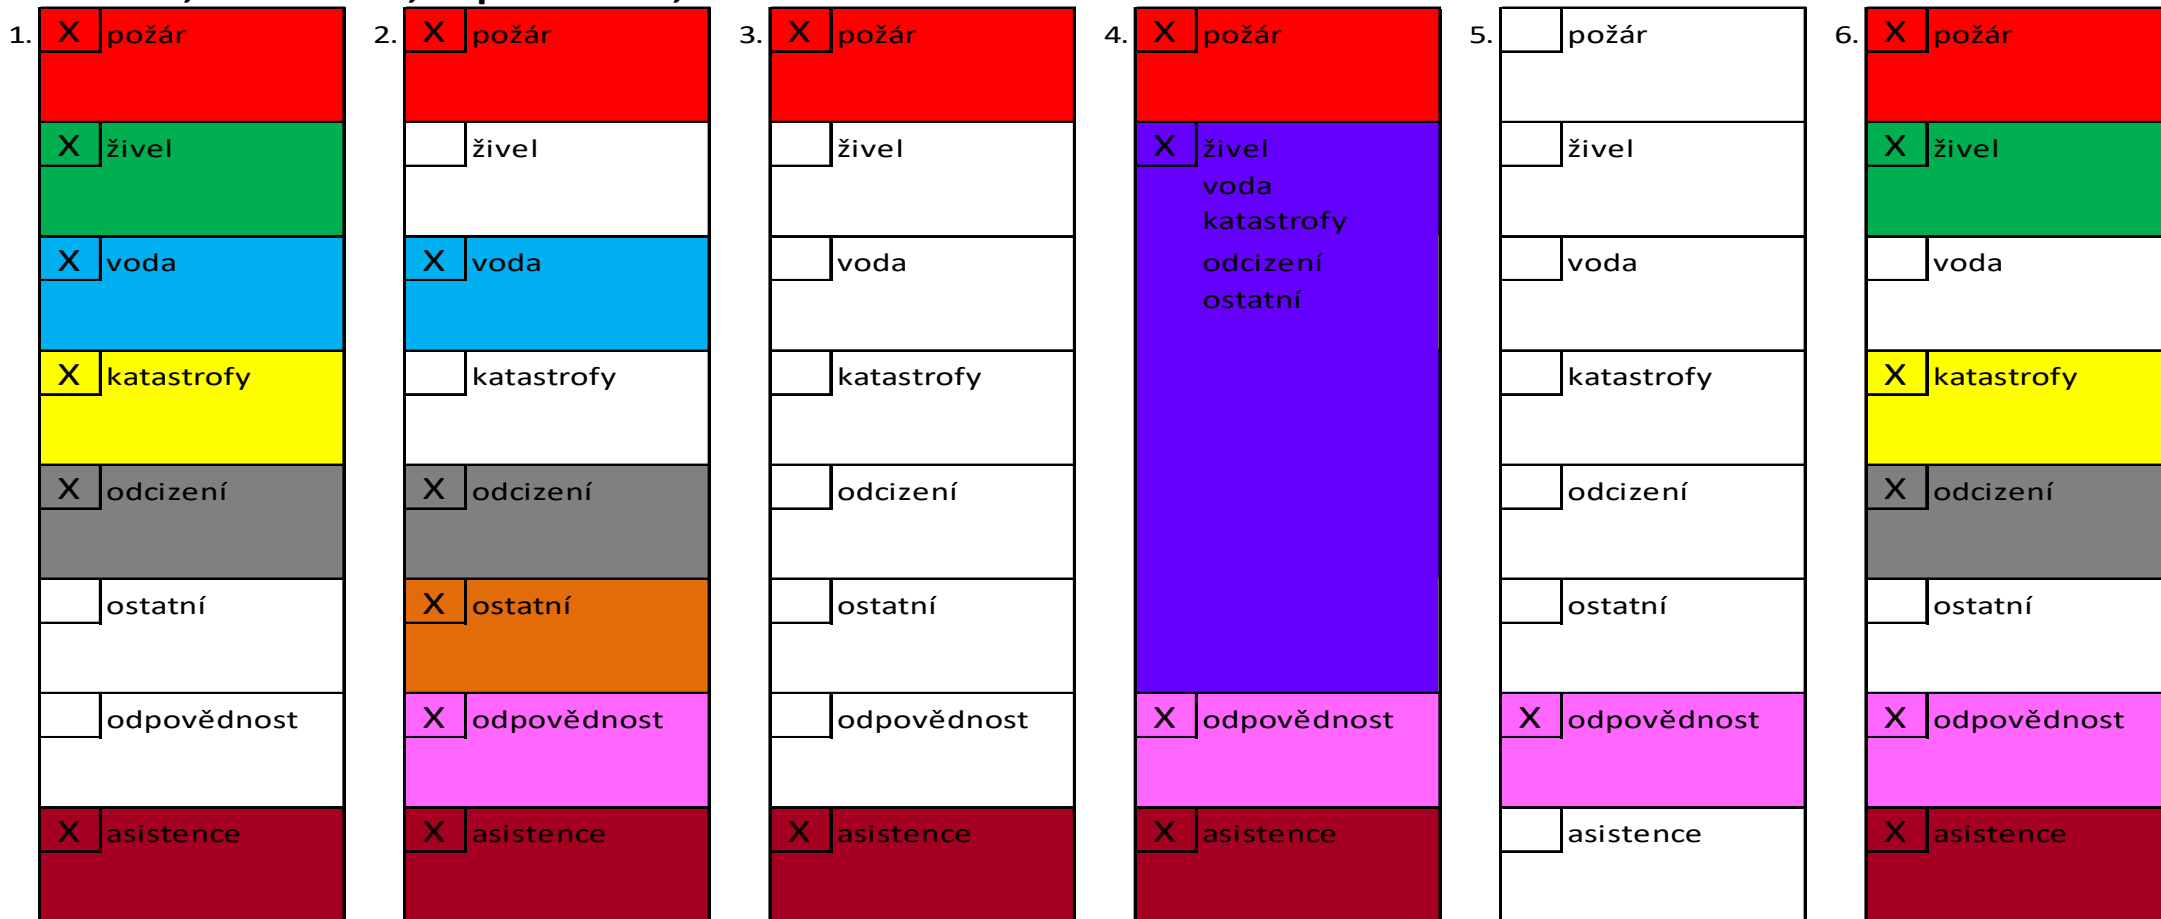 1. X požár
X živel
X voda
X katastrofy
X odcizení
ostatní
odpovědnost
X asistence
2. X požár
živel
X voda
katastrofy
X odcizení
X ostatní
X odpovědnost
X asistence
3. X požár
živel
voda
katastrofy
odcizení
ostatní
odpovědnost
X asistence
4. X požár
X živel
voda
katastrofy
odcizení
ostatní
X odpovědnost
X asistence
5. požár
živel
voda
katastrofy
odcizení
ostatní
X odpovědnost
asistence
6. X požár
X živel
voda
X katastrofy
X odcizení
ostatní
X odpovědnost
X asistence